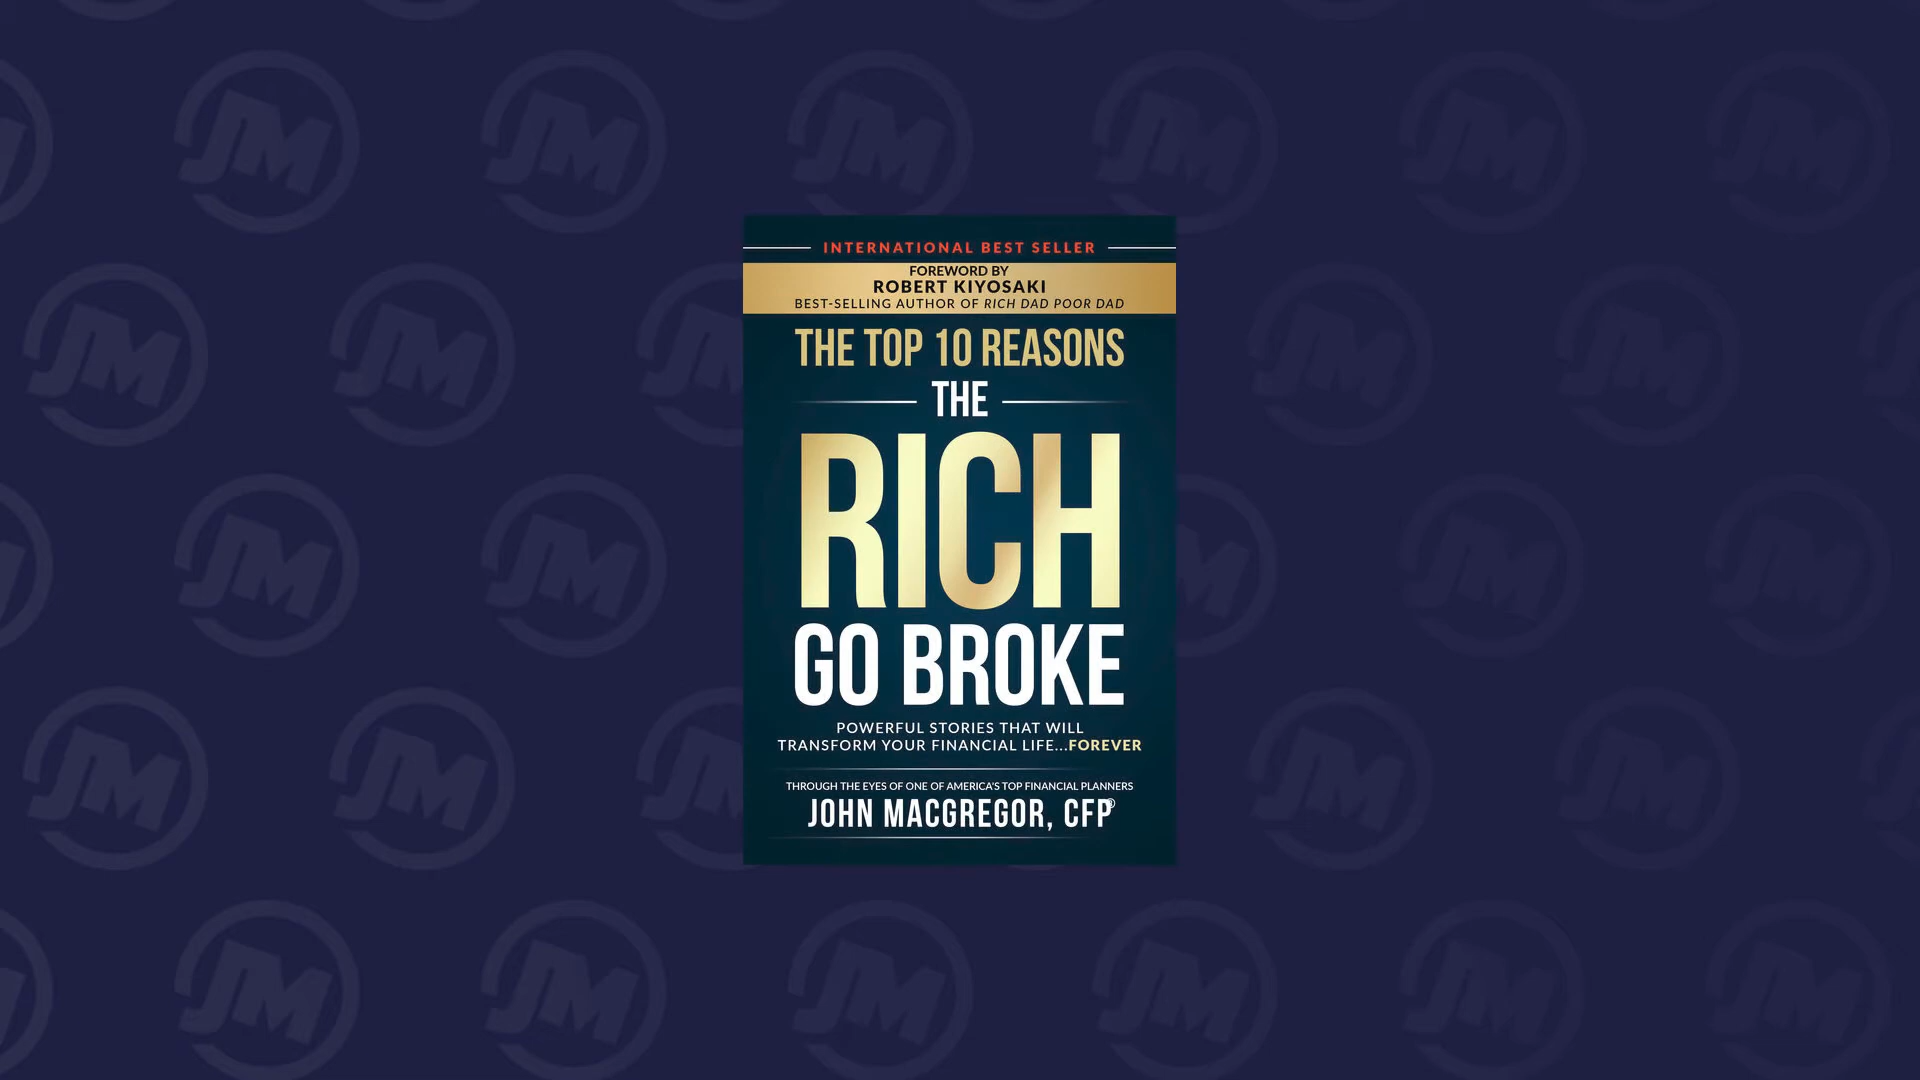 INTERNATIONAL BEST SELLER
FOREWORD BY
ROBERT KIYOSAKI
BEST-SELLING AUTHOR OF RICH DAD POOR DAD
THE TOP 10 REASONS
THE
RICH
GO BROKE
POWERFUL STORIES THAT WILL
TRANSFORM YOUR FINANCIAL LIFE...FOREVER
THROUGH THE EYES OF ONE OF AMERICA'S TOP FINANCIAL PLANNERS
JOHN MACGREGOR, CFP®